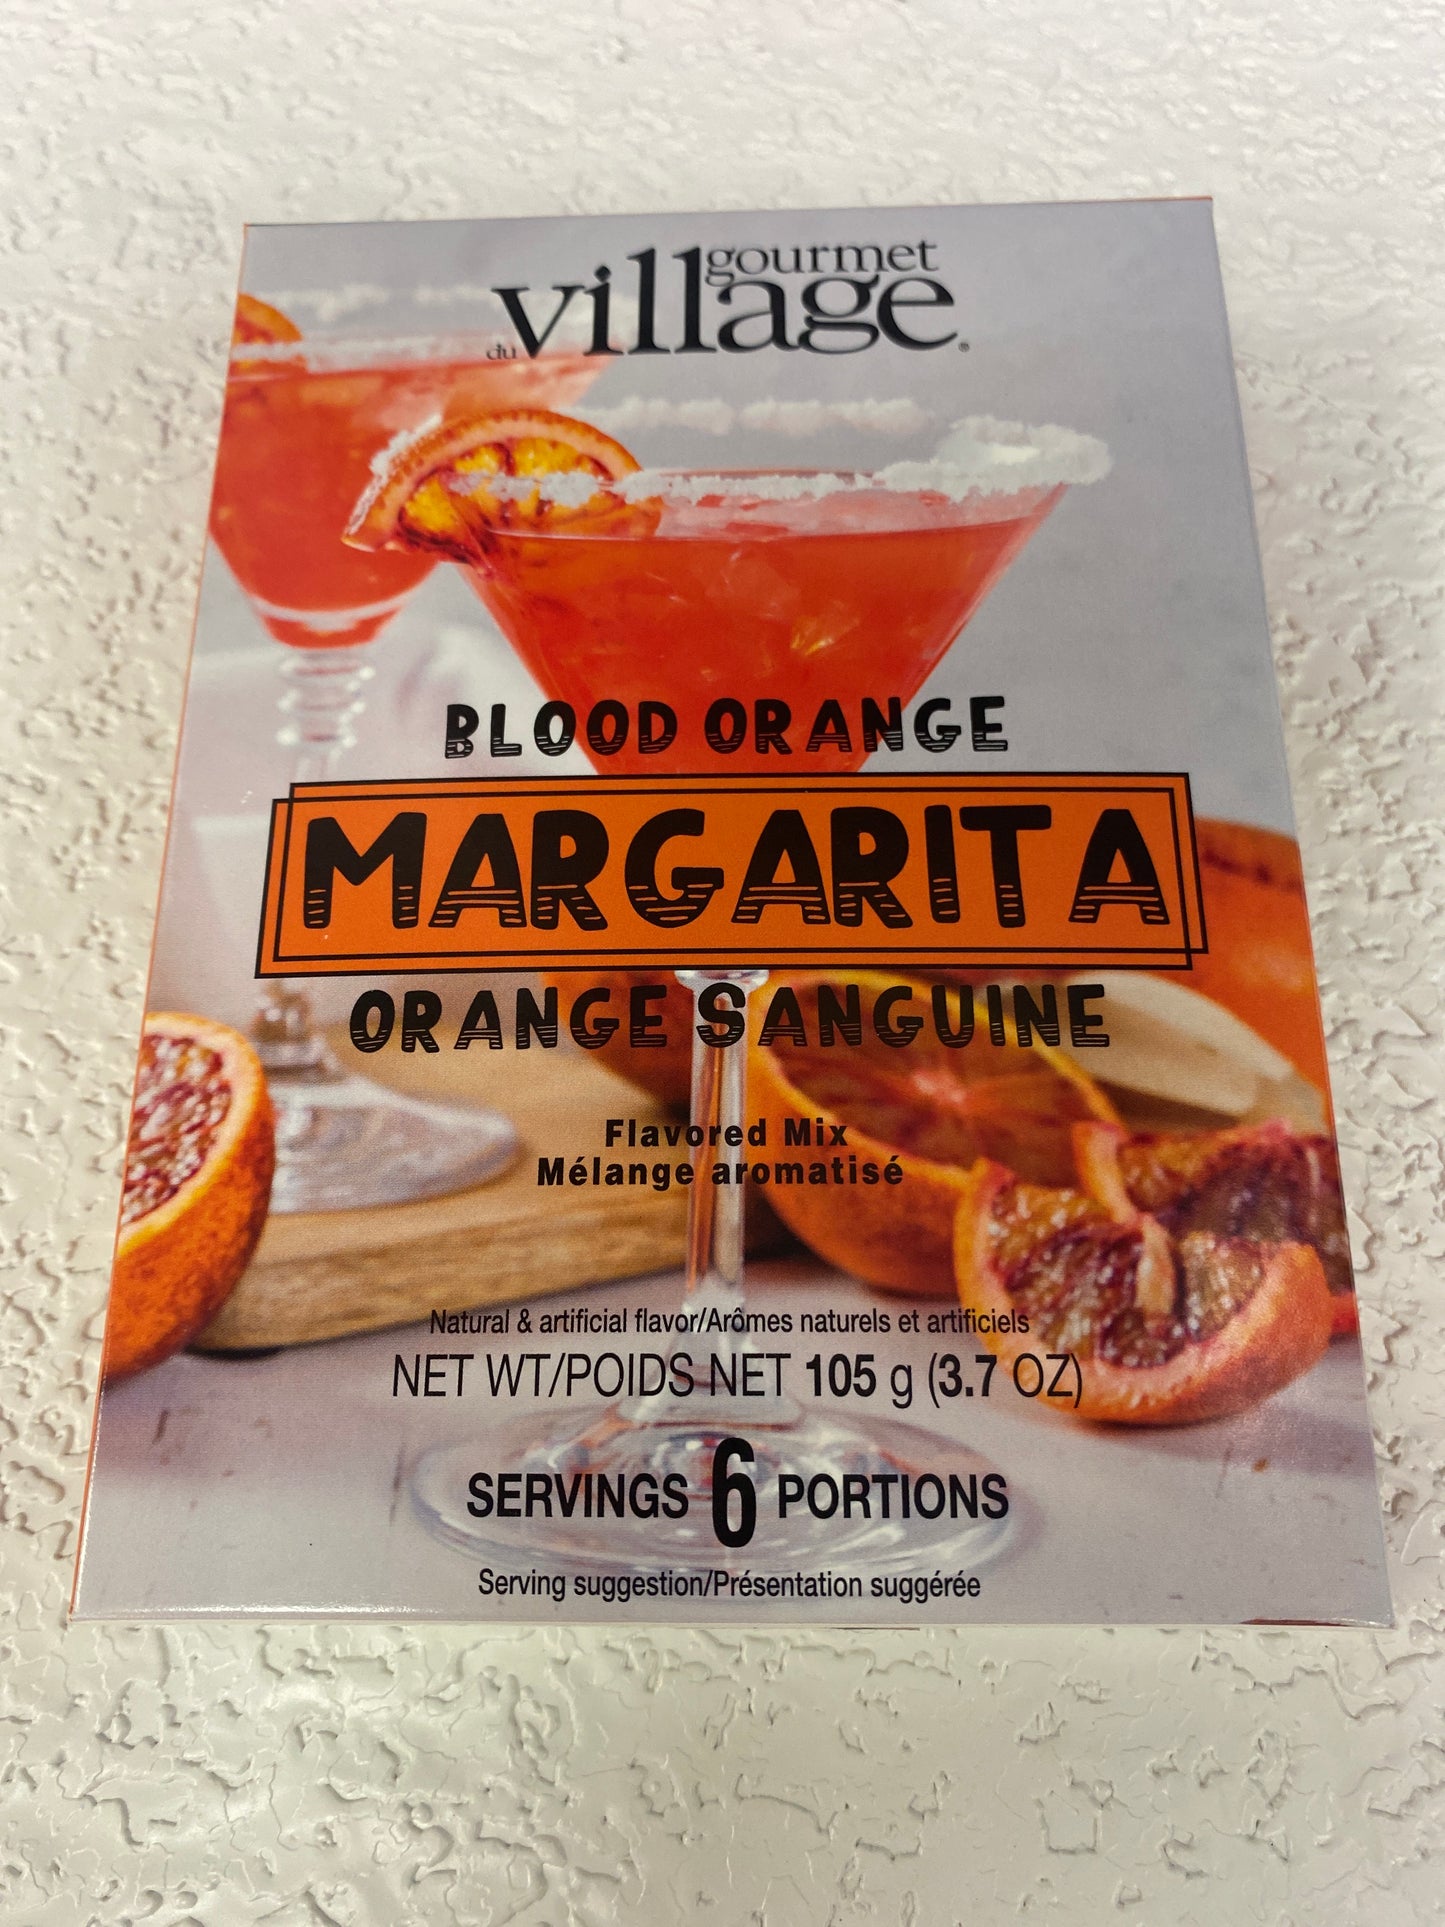 gourmet
du village®
BLOOD ORANGE
MARGARITA
ORANGE SANGUINE
Flavored Mix
Mélange aromatisé
Natural & artificial flavor/Arômes naturels et artificiels
NET WT/POIDS NET 105 g (3.7 OZ)
SERVINGS 6 PORTIONS
Serving suggestion/Présentation suggérée